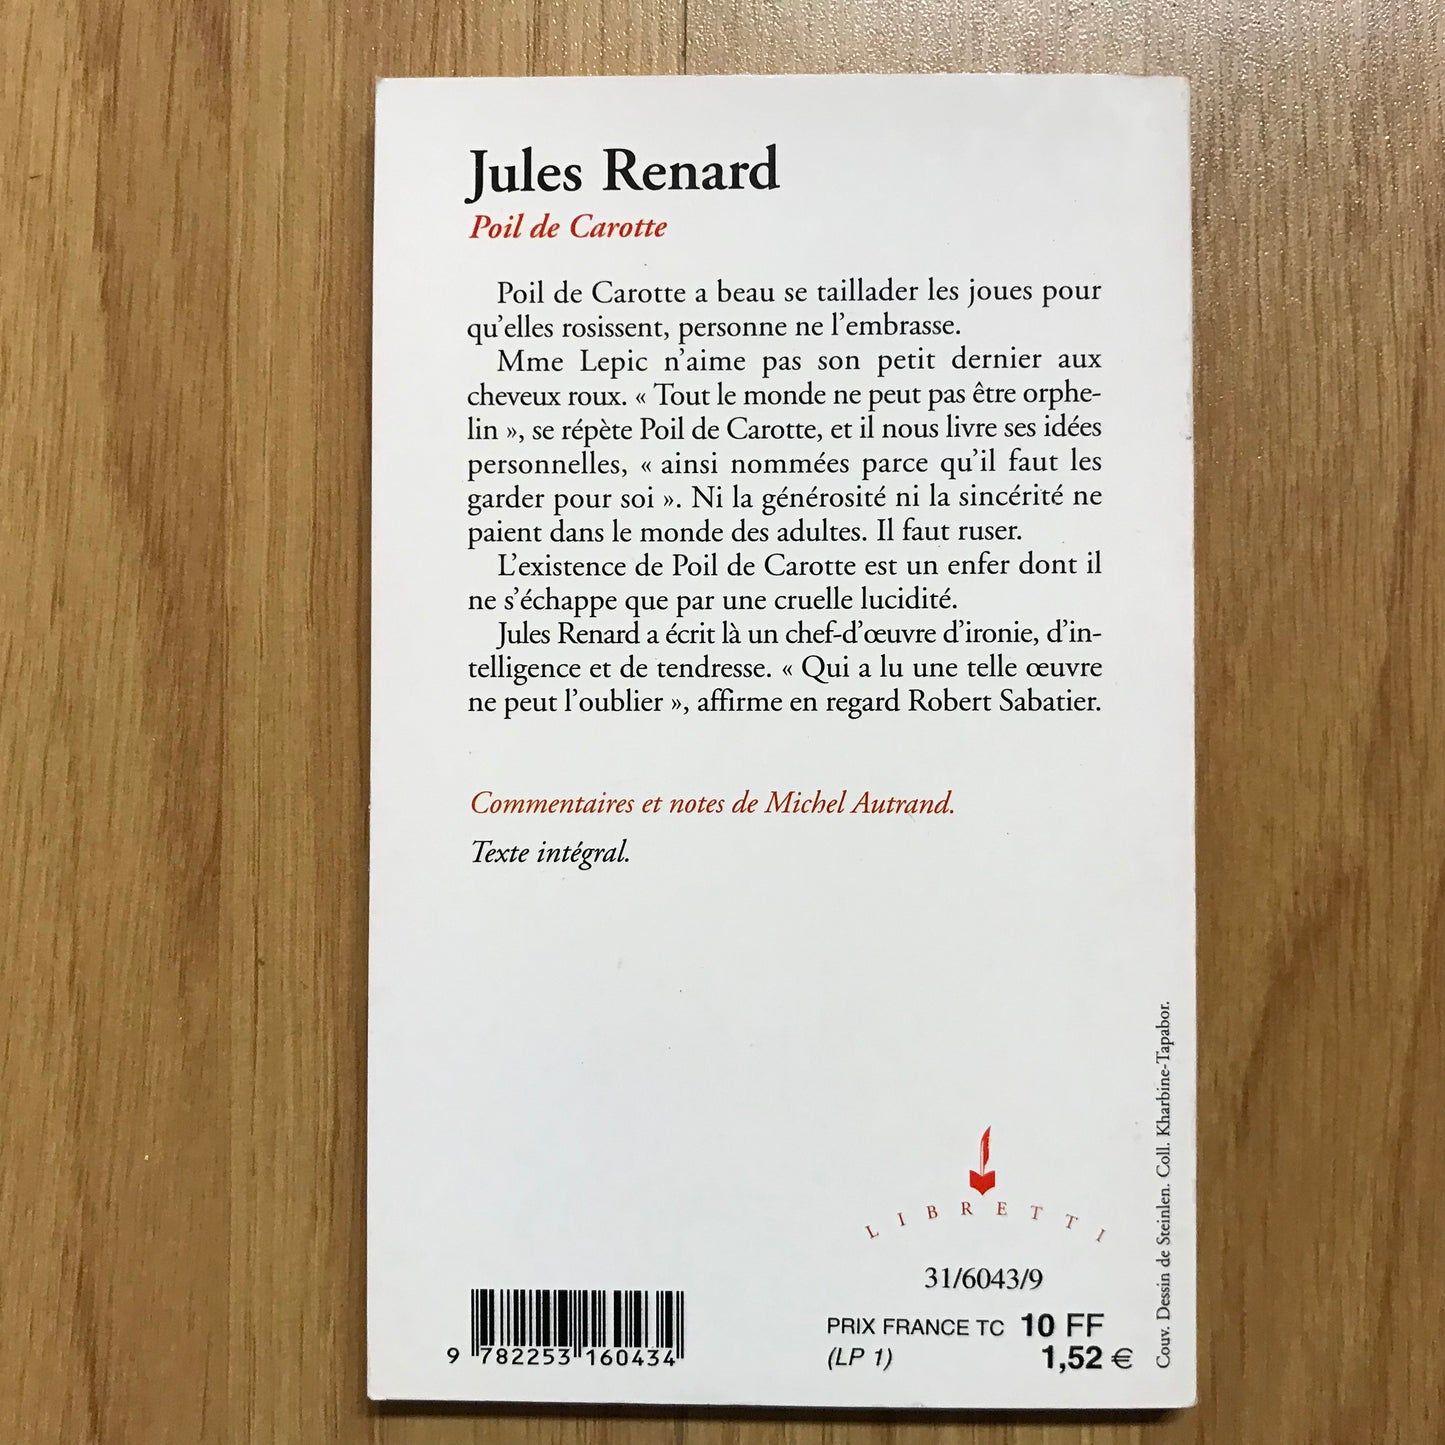 Jules Renard
Poil de Carotte
Poil de Carotte a beau se taillader les joues pour
qu'elles rosissent, personne ne l'embrasse.
Mme Lepic n'aime pas son petit dernier aux
cheveux roux. « Tout le monde ne peut pas être orphe-
lin », se répète Poil de Carotte, et il nous livre ses idées
personnelles, « ainsi nommées parce qu'il faut les
garder pour soi ». Ni la générosité ni la sincérité ne
paient dans le monde des adultes. Il faut ruser.
L'existence de Poil de Carotte est un enfer dont il
ne s'échappe que par une cruelle lucidité.
Jules Renard a écrit là un chef-d'œuvre d'ironie, d'in-
telligence et de tendresse. « Qui a lu une telle œuvre
ne peut l'oublier », affirme en regard Robert Sabatier.
Commentaires et notes de Michel Autrand.
Texte intégral.
LIBRETTI
31/6043/9
PRIX FRANCE TC 10 FF
(LP 1) 1,52 €
9 782253 160434
Couv. Dessin de Steinlen. Coll. Kharbine-Tapabor.